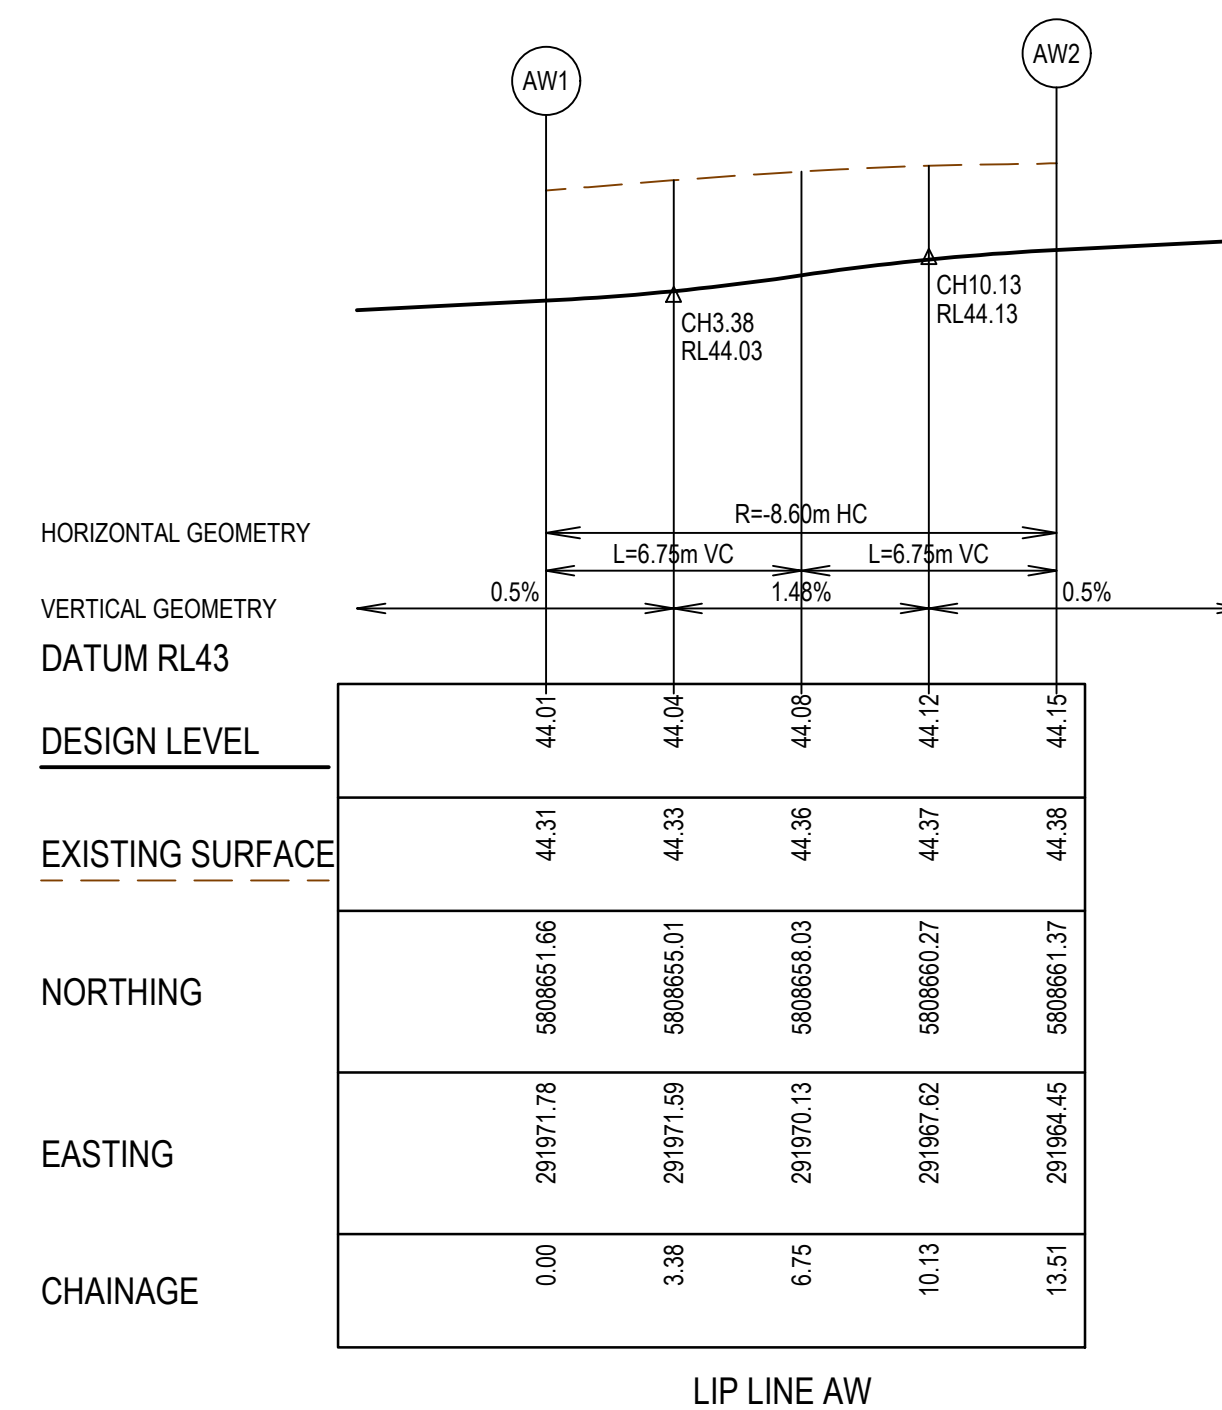 AW1
AW2
CH3.38
RL44.03
CH10.13
RL44.13
HORIZONTAL GEOMETRY
R=-8.60m HC
L=6.75m VC
L=6.75m VC
VERTICAL GEOMETRY
0.5%
1.48%
0.5%
DATUM RL43
DESIGN LEVEL
44.01
44.04
44.08
44.12
44.15
EXISTING SURFACE
44.31
44.33
44.36
44.37
44.38
NORTHING
5808651.66
5808655.01
5808658.03
5808660.27
5808661.37
EASTING
291971.78
291971.59
291970.13
291967.62
291964.45
CHAINAGE
0.00
3.38
6.75
10.13
13.51
LIP LINE AW